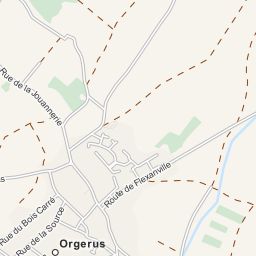 Rue de la Jouannerie
Route de Flexanville
Rue du Bois Carré
Rue de la Source
Orgerus